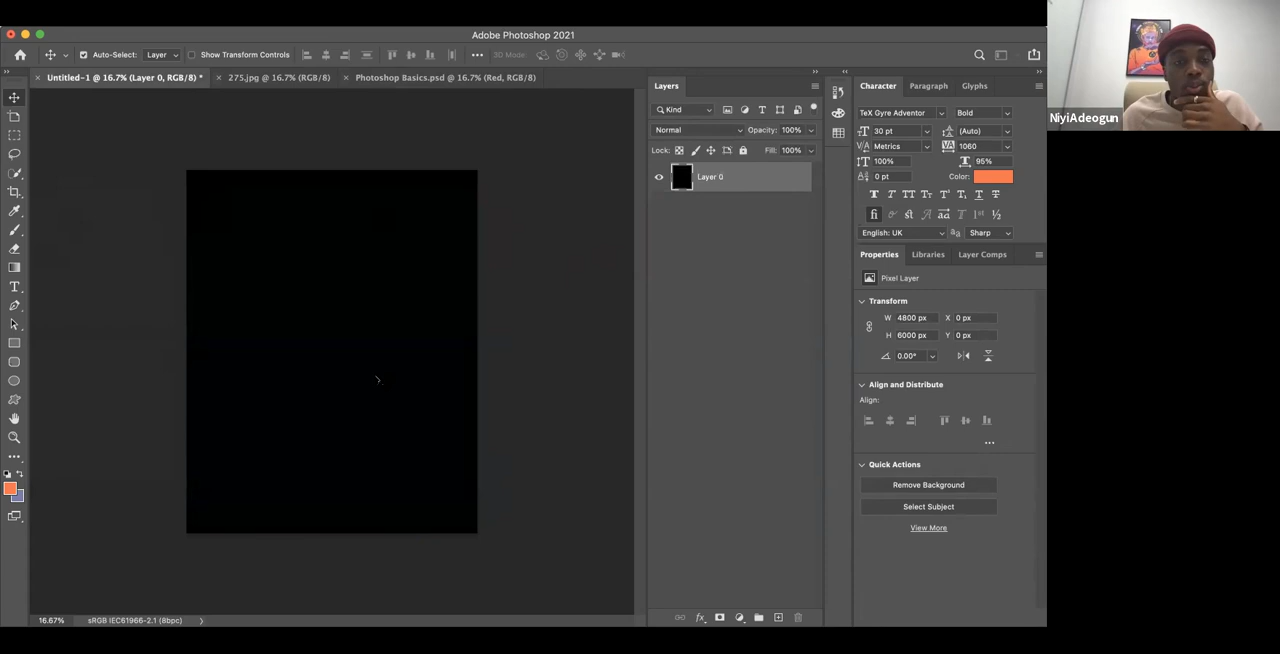 Adobe Photoshop 2021
Auto-Select: Layer Show Transform Controls 3D Mode:
Untitled-1 @ 16.7% (Layer 0, RGB/8) * 275.jpg @ 16.7% (RGB/8) Photoshop Basics.psd @ 16.7% (Red, RGB/8)
Layers
Kind
Normal Opacity: 100%
Lock: Fill: 100%
Layer 0
Character Paragraph Glyphs
TeX Gyre Adventor Bold
30 pt (Auto)
Metrics 1060
100% 95%
0 pt Color:
English: UK Sharp
Properties Libraries Layer Comps
Pixel Layer
Transform
W 4800 px X 0 px
H 6000 px Y 0 px
0.00°
Align and Distribute
Align:
Quick Actions
Remove Background
Select Subject
View More
16.67% sRGB IEC61966-2.1 (8bpc)
NiyiAdeogun